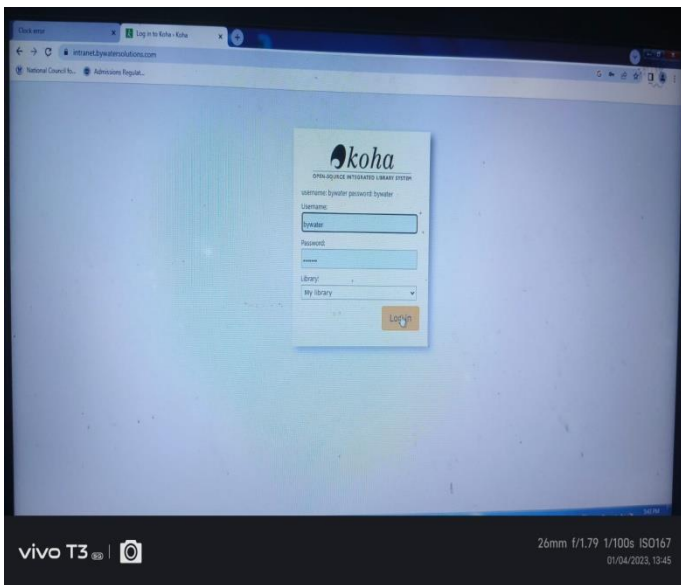 Clock error
Log in to Koha › Koha
intranet.bywatersolutions.com
National Council fo...
Admissions Regulat...
koha
OPEN-SOURCE INTEGRATED LIBRARY SYSTEM
username: bywater password: bywater
Username:
bywater
Password:
Library:
My library
Log in
vivo T3 5G
26mm f/1.79 1/100s ISO167
01/04/2023, 13:45